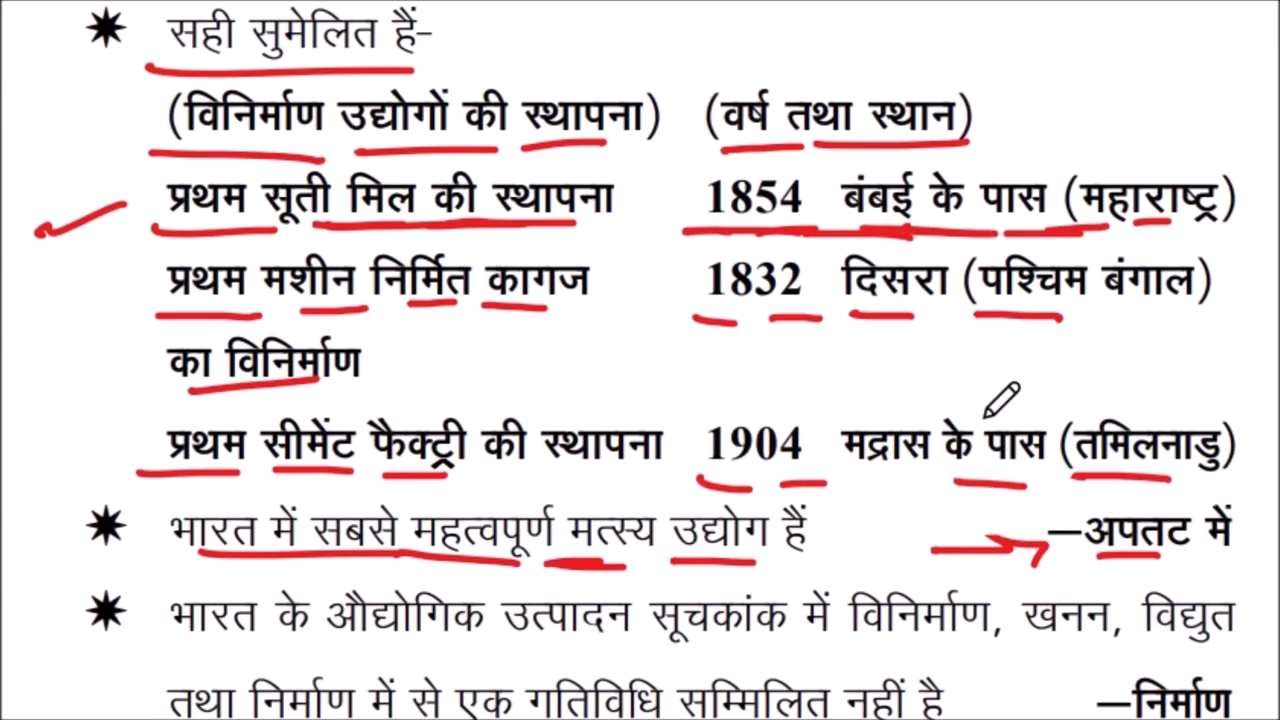 ✷ सही सुमेलित हैं-
(विनिर्माण उद्योगों की स्थापना) (वर्ष तथा स्थान)
प्रथम सूती मिल की स्थापना 1854 बंबई के पास (महाराष्ट्र)
प्रथम मशीन निर्मित कागज 1832 दिसरा (पश्चिम बंगाल)
का विनिर्माण
प्रथम सीमेंट फैक्ट्री की स्थापना 1904 मद्रास के पास (तमिलनाडु)
✷ भारत में सबसे महत्वपूर्ण मत्स्य उद्योग हैं —अपतट में
✷ भारत के औद्योगिक उत्पादन सूचकांक में विनिर्माण, खनन, विद्युत
तथा निर्माण में से एक गतिविधि सम्मिलित नहीं है —निर्माण